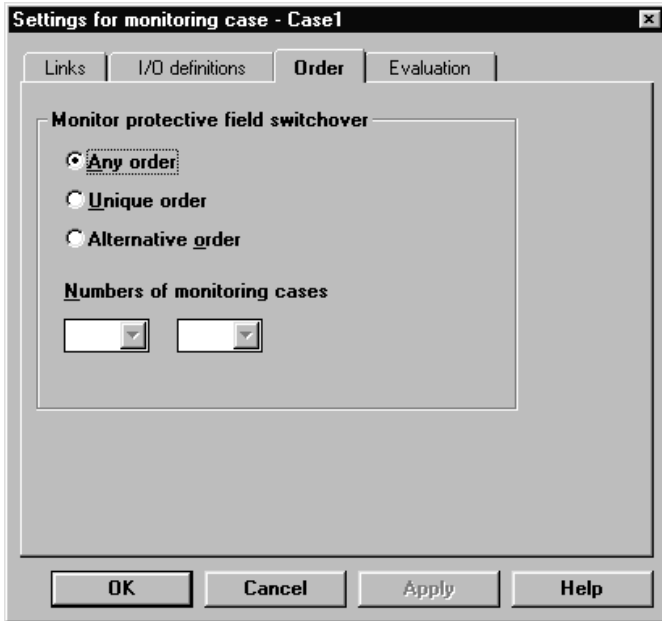 Settings for monitoring case - Case1
Links I/O definitions Order Evaluation
Monitor protective field switchover
Any order
Unique order
Alternative order
Numbers of monitoring cases
OK Cancel Apply Help